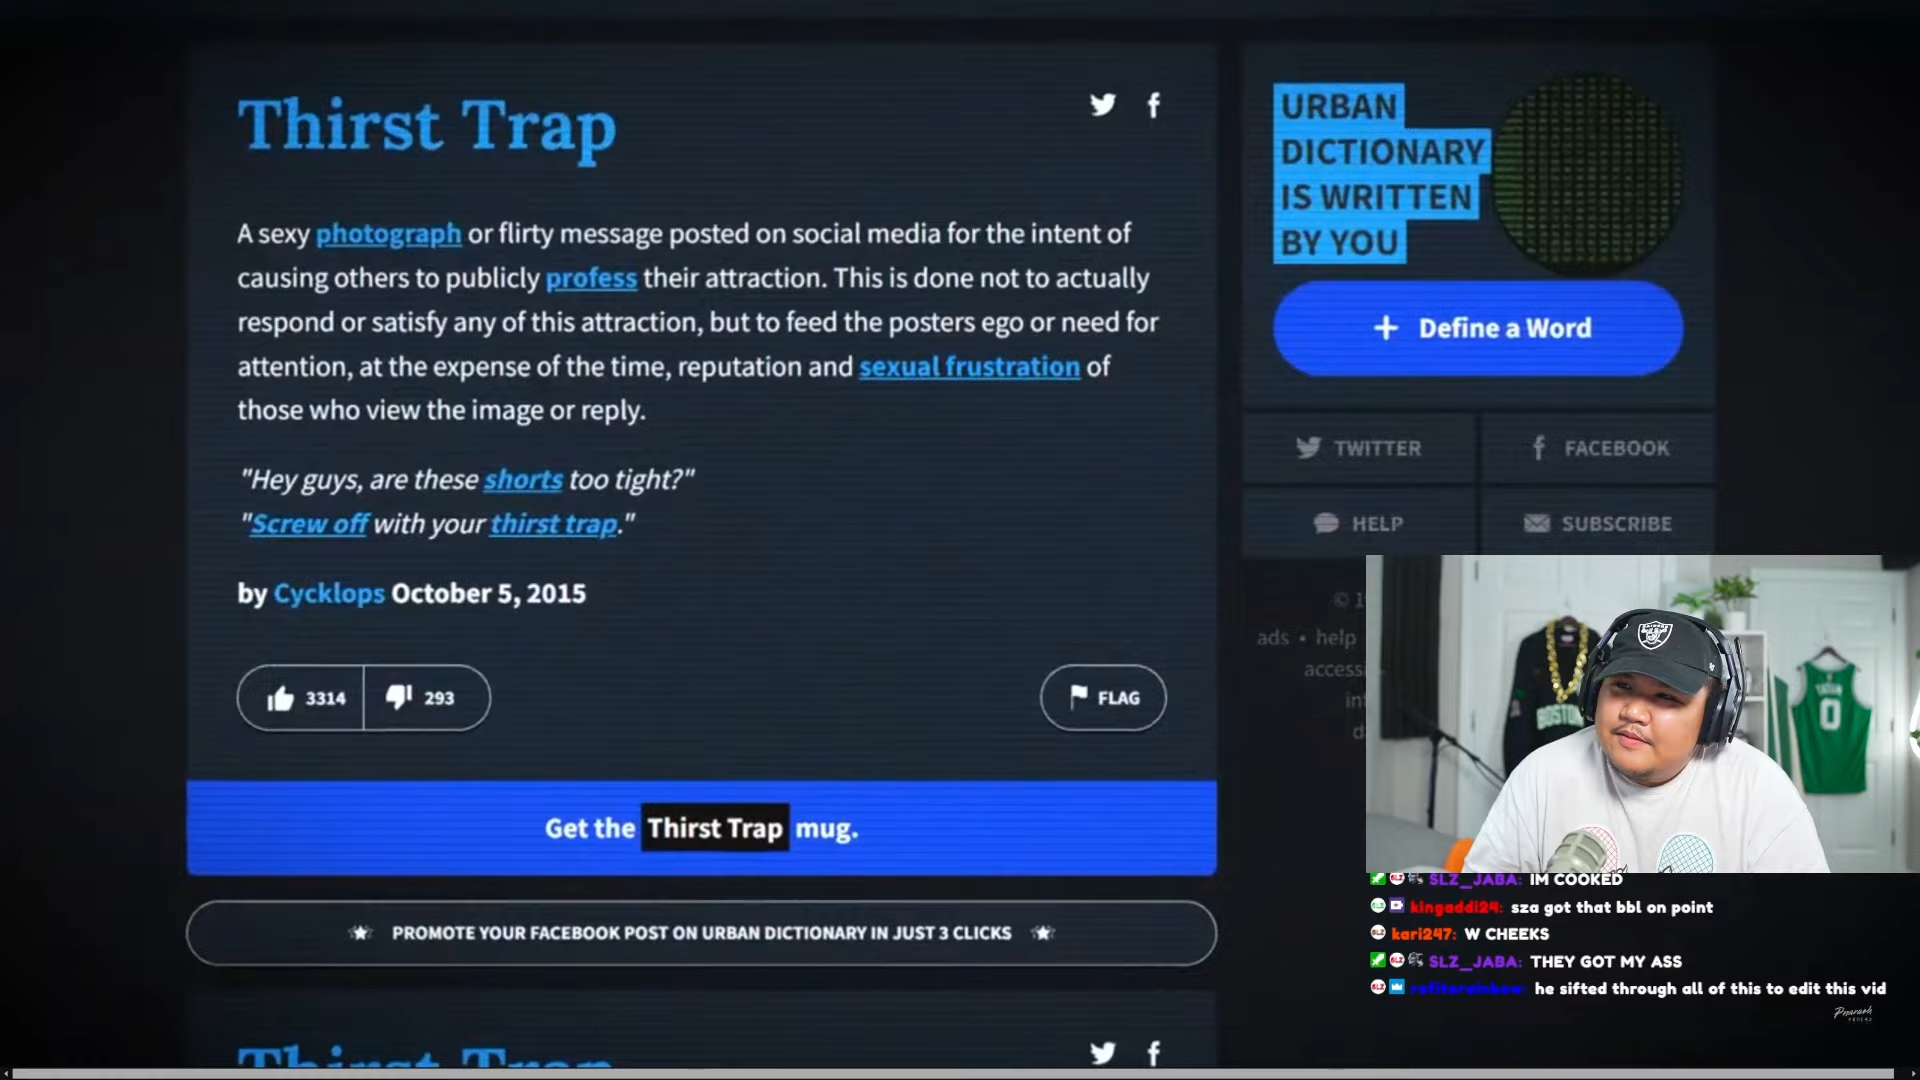 Thirst Trap
A sexy photograph or flirty message posted on social media for the intent of
causing others to publicly profess their attraction. This is done not to actually
respond or satisfy any of this attraction, but to feed the posters ego or need for
attention, at the expense of the time, reputation and sexual frustration of
those who view the image or reply.
"Hey guys, are these shorts too tight?"
"Screw off with your thirst trap."
by Cycklops October 5, 2015
3314
293
FLAG
Get the Thirst Trap mug.
PROMOTE YOUR FACEBOOK POST ON URBAN DICTIONARY IN JUST 3 CLICKS
Thirst Trap
URBAN
DICTIONARY
IS WRITTEN
BY YOU
+ Define a Word
TWITTER
FACEBOOK
HELP
SUBSCRIBE
ads • help
RAIDERS
BOSTON
TATUM
0
SLZ_JABA: IM COOKED
kingaddi24: sza got that bbl on point
kari247: W CHEEKS
SLZ_JABA: THEY GOT MY ASS
he sifted through all of this to edit this vid